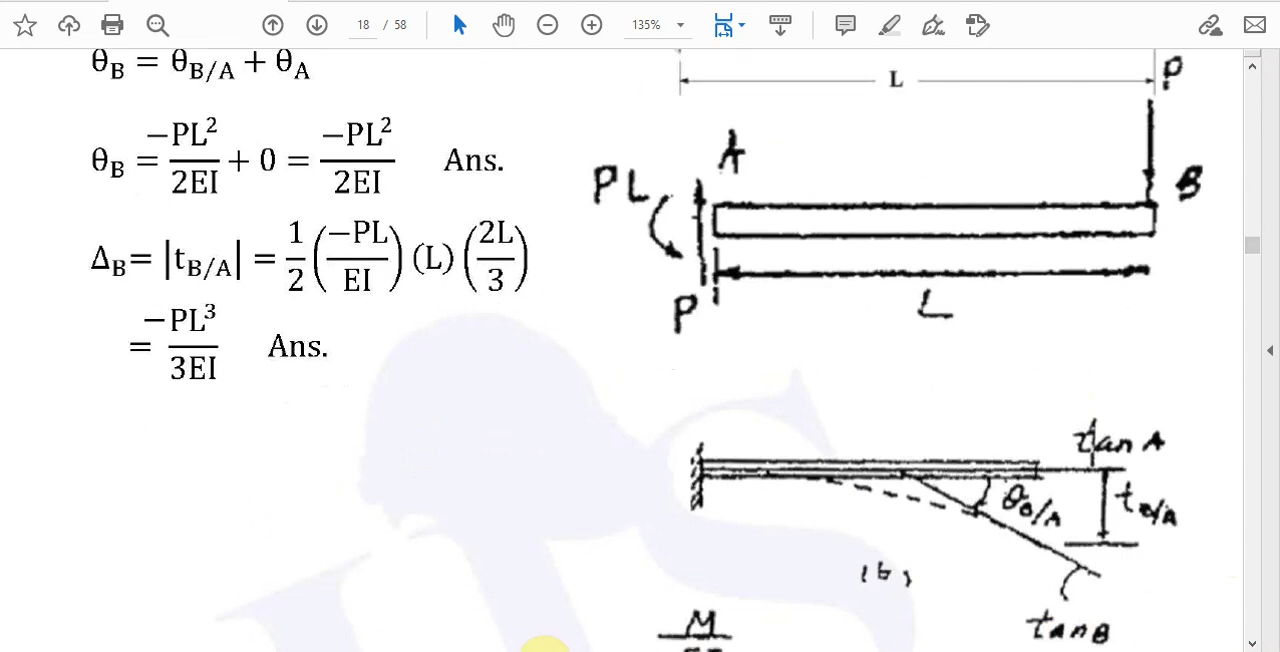 18 / 58
135%
θB = θB/A + θA
θB = −PL²/2EI + 0 = −PL²/2EI Ans.
ΔB= |tB/A| = 1/2 (−PL/EI) (L) (2L/3)
= −PL³/3EI Ans.
L
P
A
PL
B
P
L
tan A
θB/A
tB/A
(b)
tan B
M